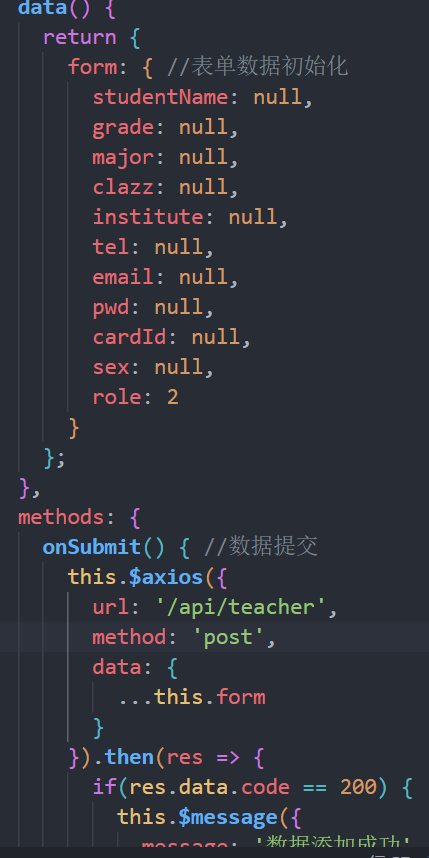 data() {
return {
form: { //表单数据初始化
studentName: null,
grade: null,
major: null,
clazz: null,
institute: null,
tel: null,
email: null,
pwd: null,
cardId: null,
sex: null,
role: 2
}
};
},
methods: {
onSubmit() { //数据提交
this.$axios({
url: '/api/teacher',
method: 'post',
data: {
...this.form
}
}).then(res => {
if(res.data.code == 200) {
this.$message({
message: '数据添加成功'